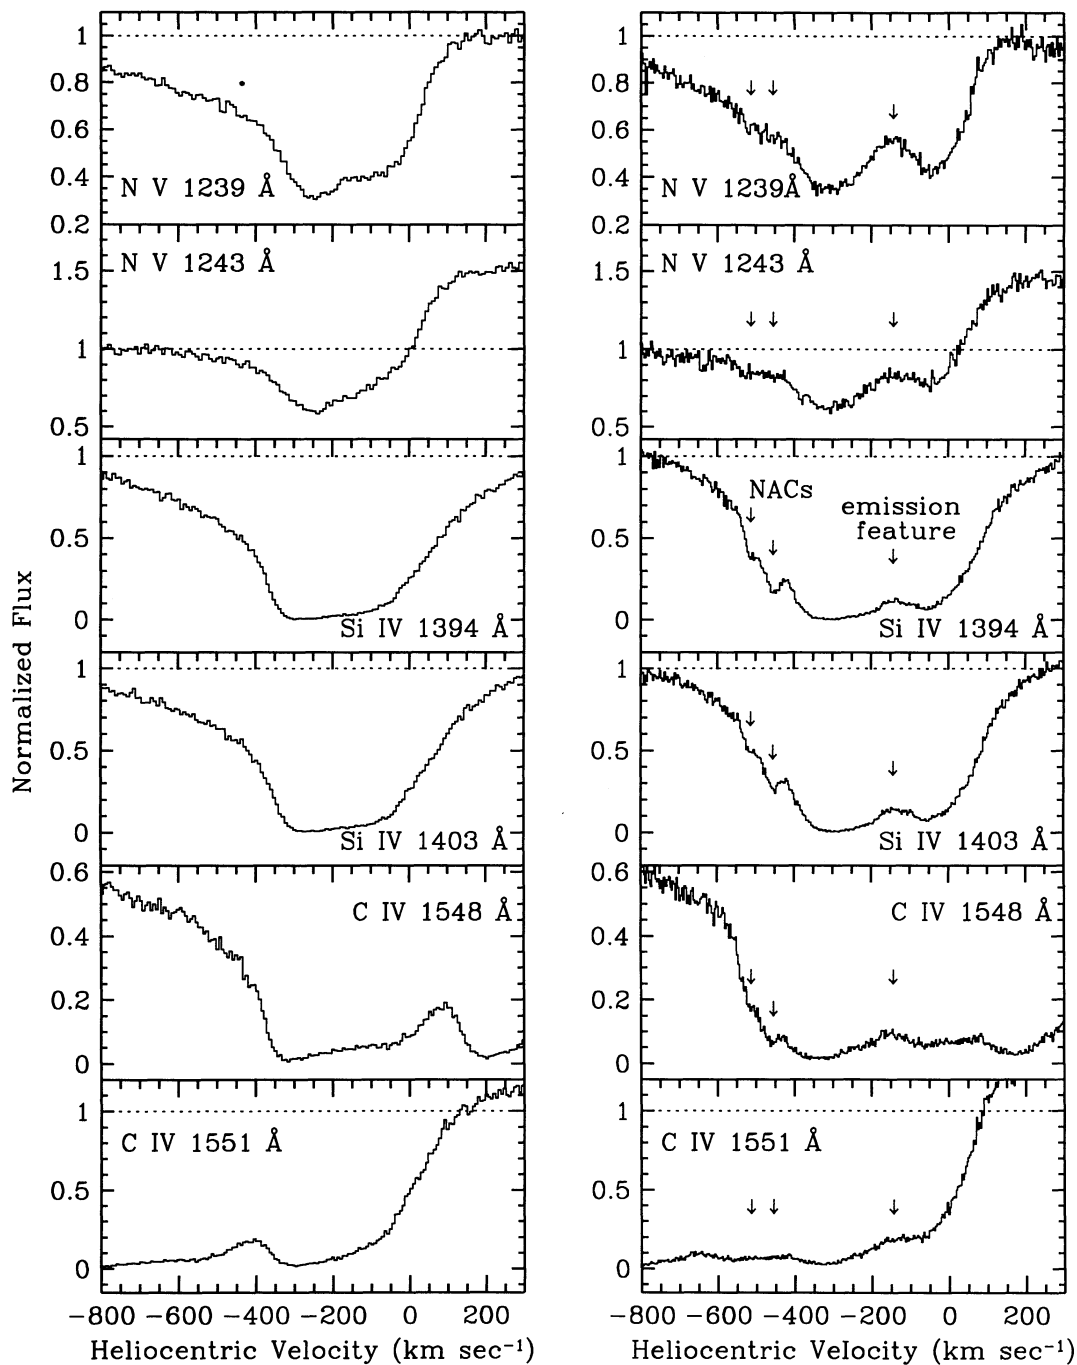 Normalized Flux
1
0.8
0.6
0.4
0.2
N V 1239 Å
1.5
1
0.5
N V 1243 Å
1
0.5
0
Si IV 1394 Å
1
0.5
0
Si IV 1403 Å
0.6
0.4
0.2
0
C IV 1548 Å
1
0.5
0
C IV 1551 Å
-800 -600 -400 -200 0 200
Heliocentric Velocity (km sec⁻¹)
1
0.8
0.6
0.4
0.2
N V 1239Å
1.5
1
0.5
N V 1243 Å
1
0.5
0
NACs
emission
feature
Si IV 1394 Å
1
0.5
0
Si IV 1403 Å
0.6
0.4
0.2
0
C IV 1548 Å
1
0.5
0
C IV 1551 Å
-800 -600 -400 -200 0 200
Heliocentric Velocity (km sec⁻¹)